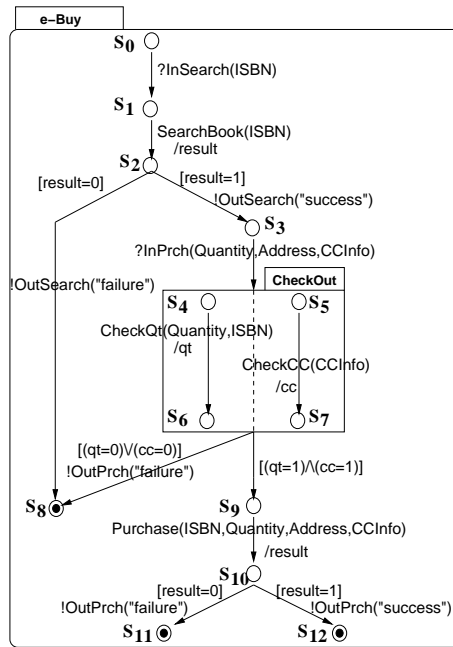 e-Buy
S0
?InSearch(ISBN)
S1
SearchBook(ISBN)
/result
S2
[result=0]
[result=1]
!OutSearch("success")
S3
?InPrch(Quantity,Address,CCInfo)
!OutSearch("failure")
CheckOut
S4
S5
CheckQt(Quantity,ISBN)
/qt
CheckCC(CCInfo)
/cc
S6
S7
[(qt=0)\/(cc=0)]
!OutPrch("failure")
[(qt=1)/\(cc=1)]
S8
S9
Purchase(ISBN,Quantity,Address,CCInfo)
/result
S10
[result=0]
[result=1]
!OutPrch("failure")
!OutPrch("success")
S11
S12